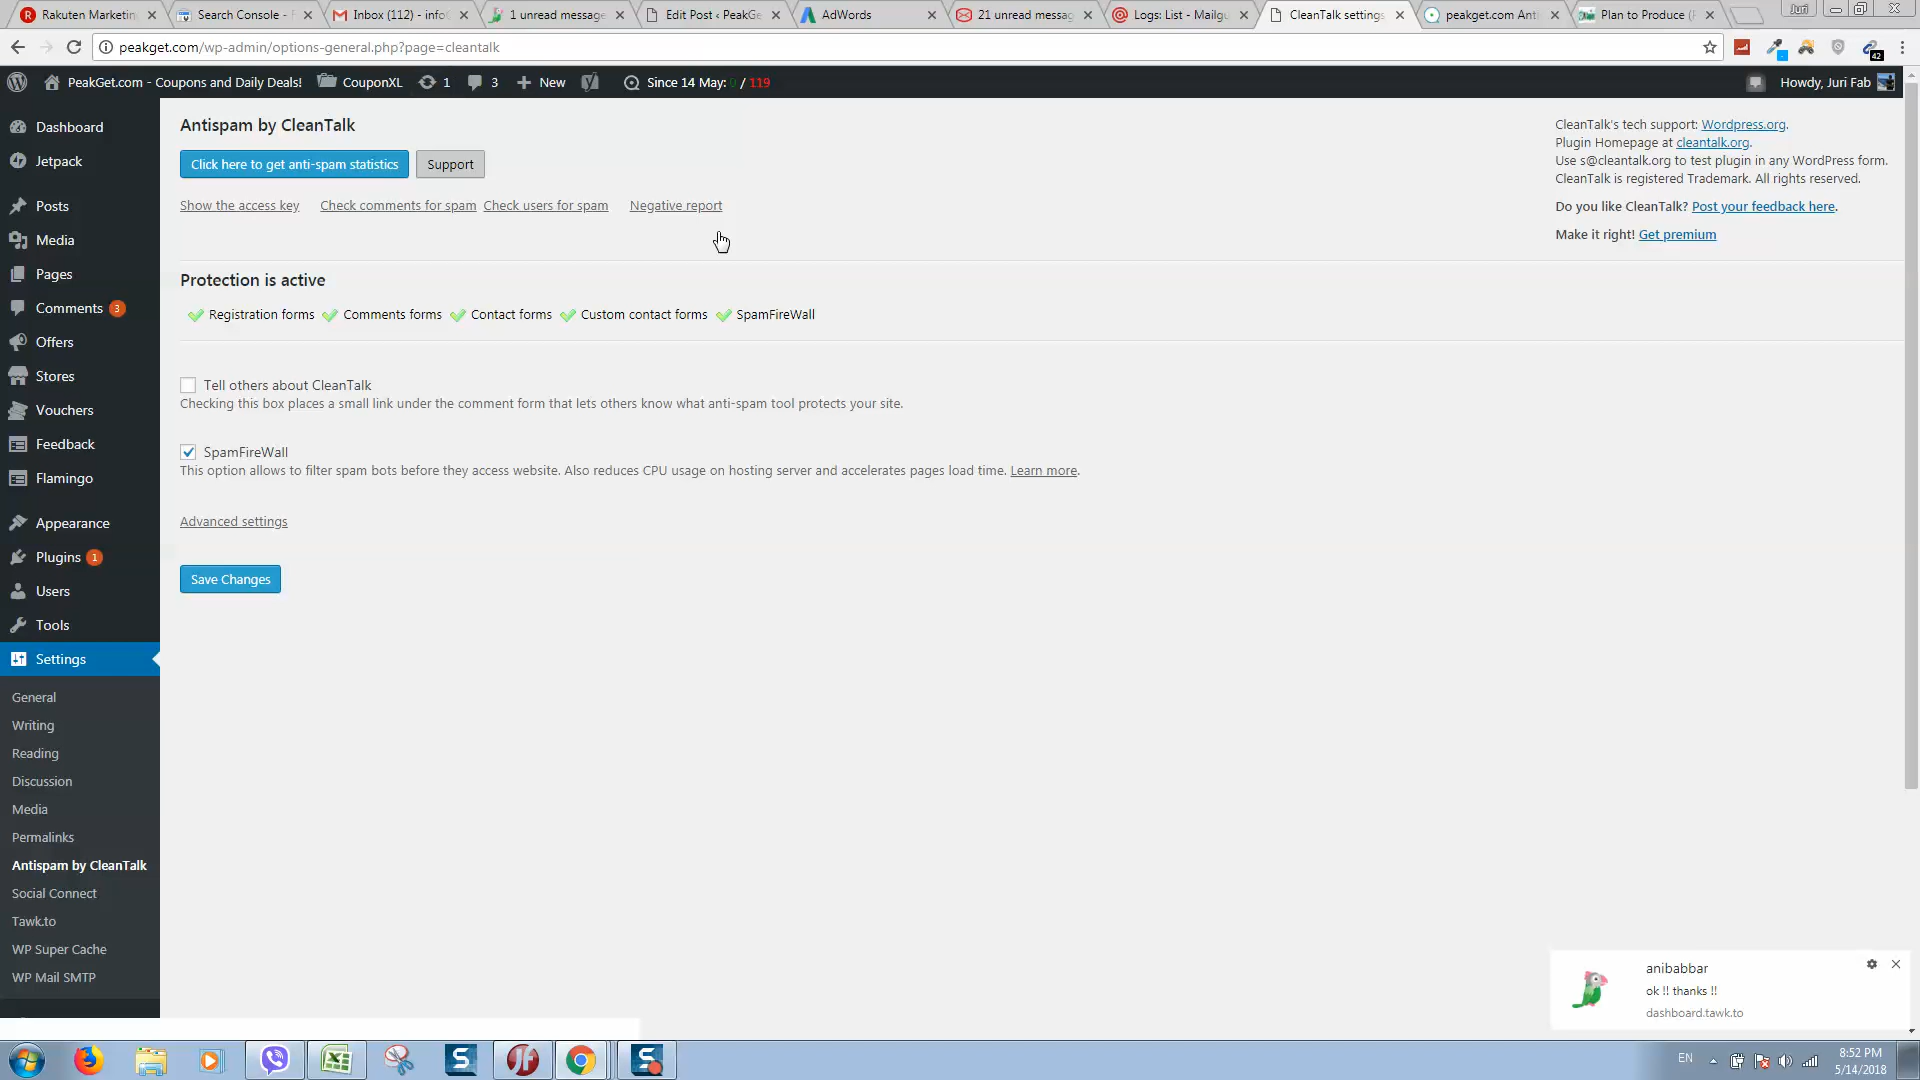 Rakuten Marketin
Search Console - F
Inbox (112) - info
1 unread message
Edit Post ‹ PeakGe
AdWords
21 unread messag
Logs: List - Mailgu
CleanTalk settings
peakget.com Anti
Plan to Produce (
Juri
peakget.com/wp-admin/options-general.php?page=cleantalk
42
PeakGet.com - Coupons and Daily Deals!
CouponXL
1
3
New
Since 14 May: 0 / 119
Howdy, Juri Fab
Dashboard
Jetpack
Posts
Media
Pages
Comments 3
Offers
Stores
Vouchers
Feedback
Flamingo
Appearance
Plugins 1
Users
Tools
Settings
General
Writing
Reading
Discussion
Media
Permalinks
Antispam by CleanTalk
Social Connect
Tawk.to
WP Super Cache
WP Mail SMTP
Antispam by CleanTalk
Click here to get anti-spam statistics
Support
Show the access key
Check comments for spam
Check users for spam
Negative report
CleanTalk's tech support: Wordpress.org.
Plugin Homepage at cleantalk.org.
Use s@cleantalk.org to test plugin in any WordPress form.
CleanTalk is registered Trademark. All rights reserved.
Do you like CleanTalk? Post your feedback here.
Make it right! Get premium
Protection is active
Registration forms
Comments forms
Contact forms
Custom contact forms
SpamFireWall
Tell others about CleanTalk
Checking this box places a small link under the comment form that lets others know what anti-spam tool protects your site.
SpamFireWall
This option allows to filter spam bots before they access website. Also reduces CPU usage on hosting server and accelerates pages load time. Learn more.
Advanced settings
Save Changes
anibabbar
ok !! thanks !!
dashboard.tawk.to
EN
8:52 PM
5/14/2018